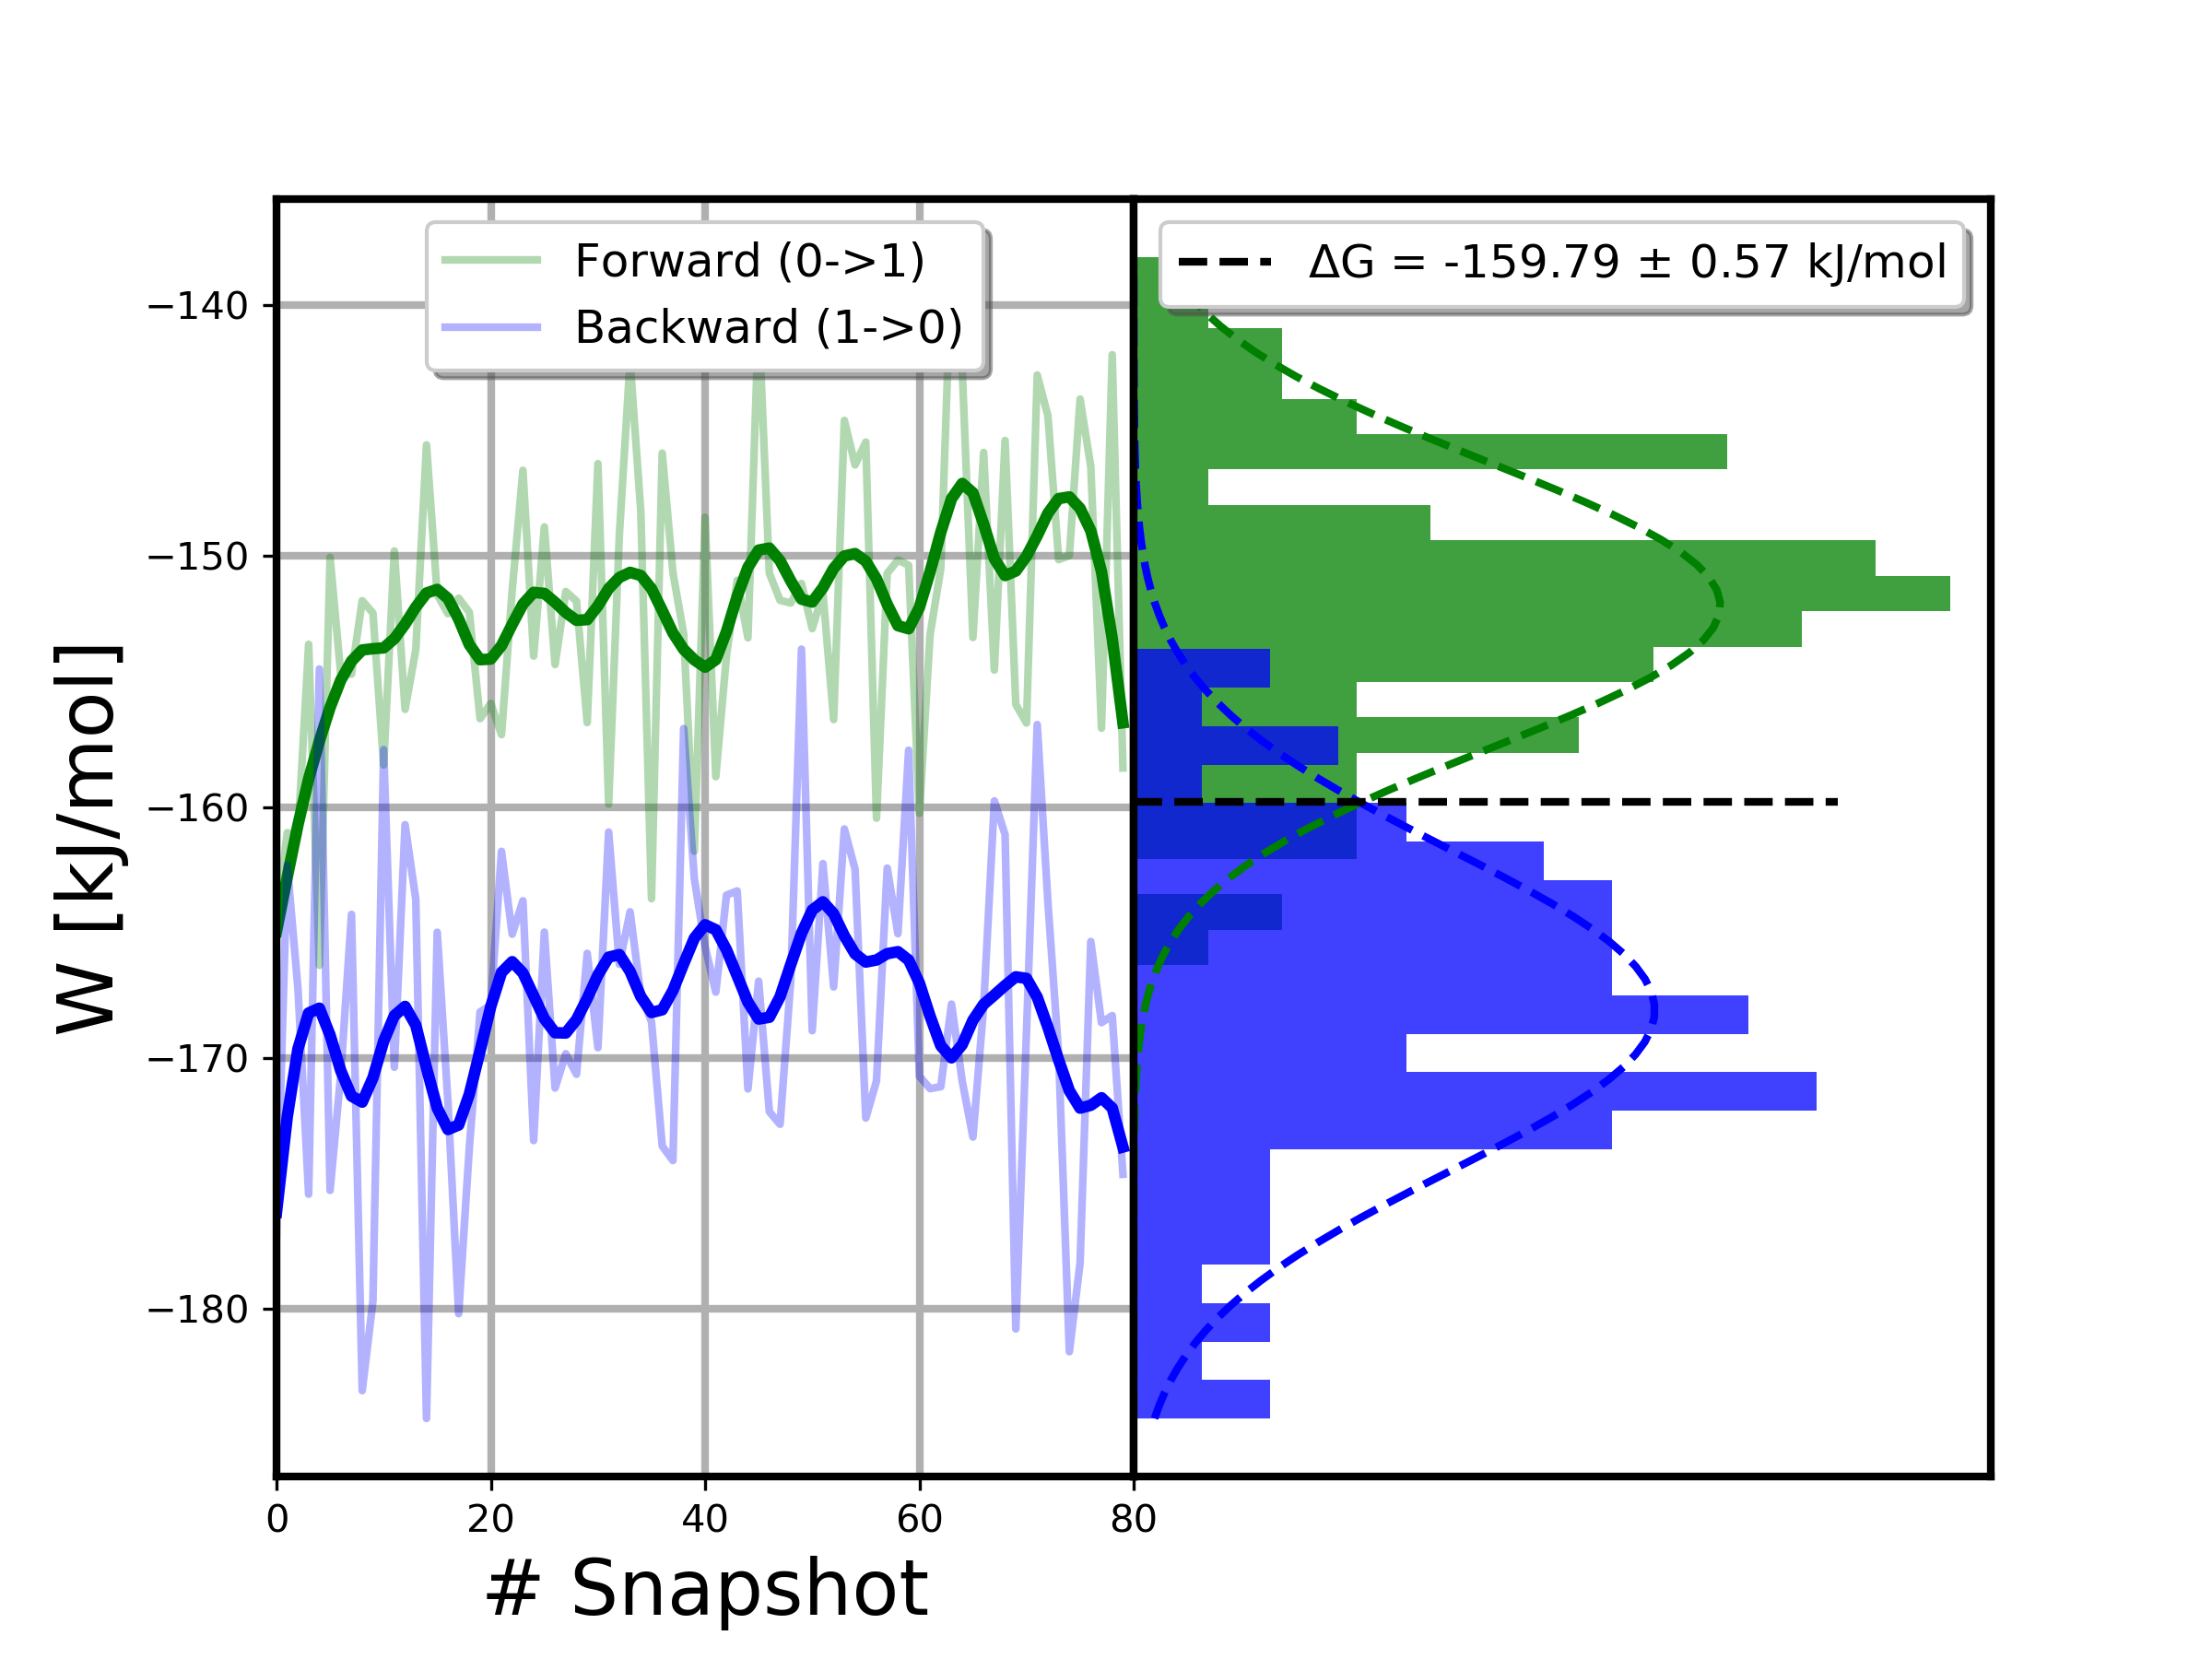 Forward (0->1)
Backward (1->0)
ΔG = -159.79 ± 0.57 kJ/mol
W [kJ/mol]
−140
−150
−160
−170
−180
0 20 40 60 80
# Snapshot